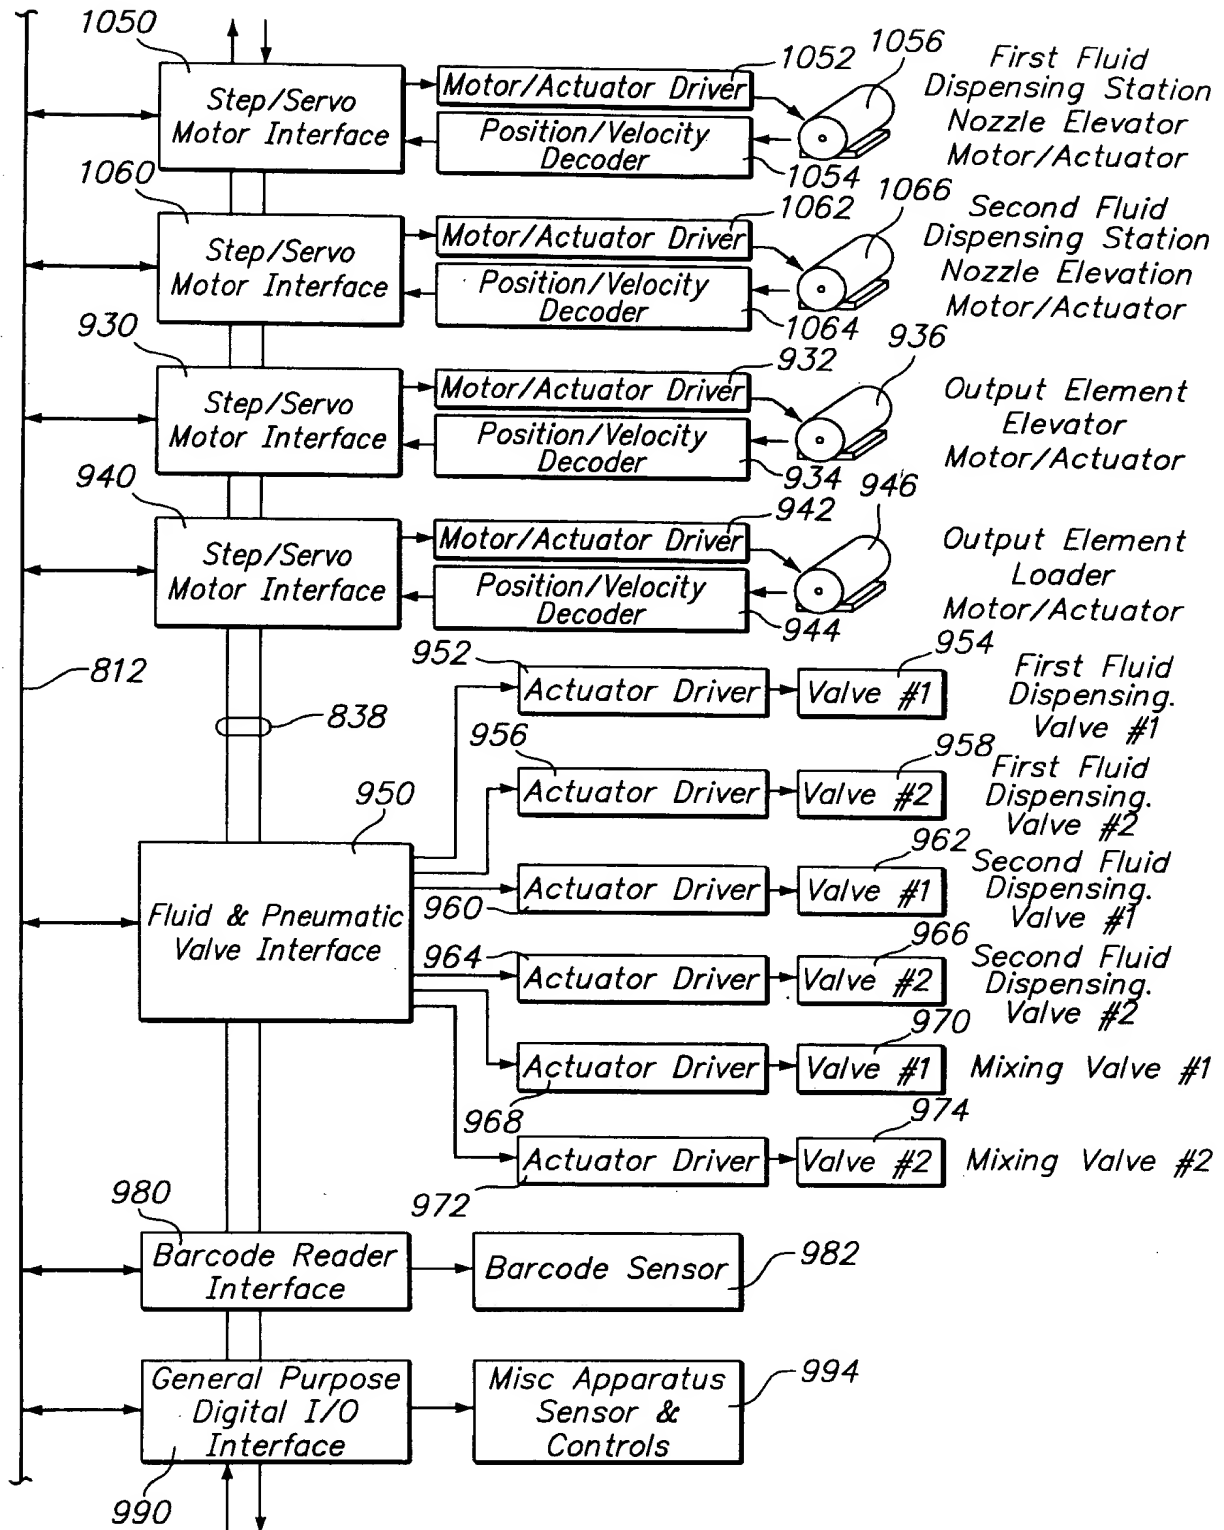 1050
Step/Servo
Motor Interface
Motor/Actuator Driver
1052
Position/Velocity
Decoder
1054
1056
First Fluid
Dispensing Station
Nozzle Elevator
Motor/Actuator
1060
Step/Servo
Motor Interface
Motor/Actuator Driver
1062
Position/Velocity
Decoder
1064
1066
Second Fluid
Dispensing Station
Nozzle Elevation
Motor/Actuator
930
Step/Servo
Motor Interface
Motor/Actuator Driver
932
Position/Velocity
Decoder
934
936
Output Element
Elevator
Motor/Actuator
940
Step/Servo
Motor Interface
Motor/Actuator Driver
942
Position/Velocity
Decoder
944
946
Output Element
Loader
Motor/Actuator
812
838
950
Fluid & Pneumatic
Valve Interface
952
Actuator Driver
954
Valve #1
First Fluid
Dispensing.
Valve #1
956
Actuator Driver
958
Valve #2
First Fluid
Dispensing.
Valve #2
960
Actuator Driver
962
Valve #1
Second Fluid
Dispensing.
Valve #1
964
Actuator Driver
966
Valve #2
Second Fluid
Dispensing.
Valve #2
968
Actuator Driver
970
Valve #1
Mixing Valve #1
972
Actuator Driver
974
Valve #2
Mixing Valve #2
980
Barcode Reader
Interface
Barcode Sensor
982
General Purpose
Digital I/O
Interface
990
Misc Apparatus
Sensor &
Controls
994